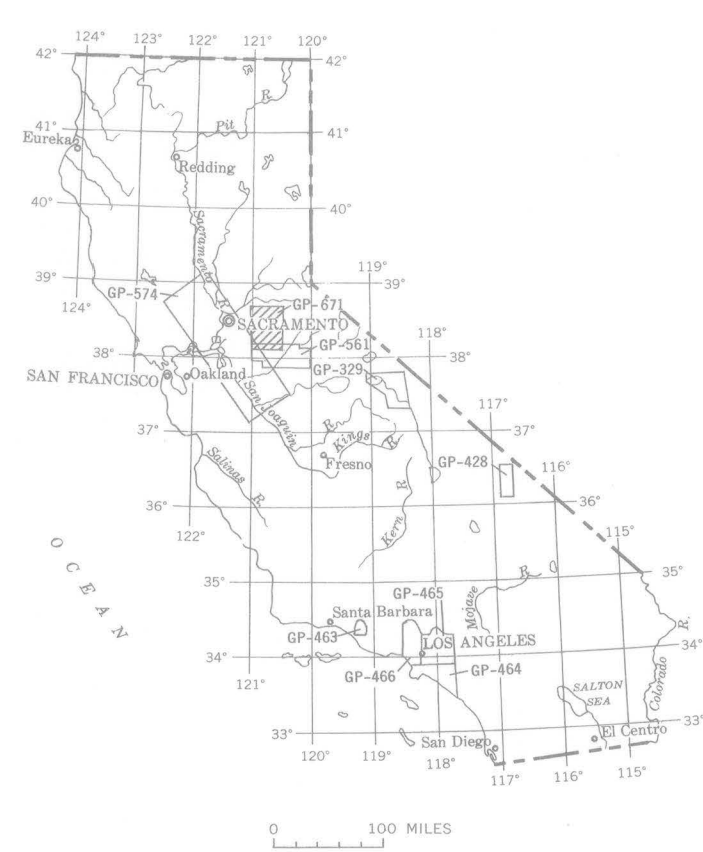 124° 123° 122° 121° 120°
42° 42°
R.
Pit
41° 41°
Eureka
Redding
40° 40°
Sacramento
119°
39° 39°
GP-574
124°
R.
GP-671
SACRAMENTO
118°
GP-561
38° 38°
GP-329
SAN FRANCISCO Oakland
San Joaquin
117°
37° 37°
R.
Kings R.
Fresno
GP-428
116°
Salinas R.
R.
36° 36°
122°
Kern
115°
OCEAN
35° 35°
R.
Mojave
GP-465
Santa Barbara
GP-463
LOS ANGELES
R.
34° 34°
GP-466 GP-464
121°
SALTON
SEA
Colorado
33° 33°
San Diego El Centro
120° 119° 118° 117° 116° 115°
0 100 MILES